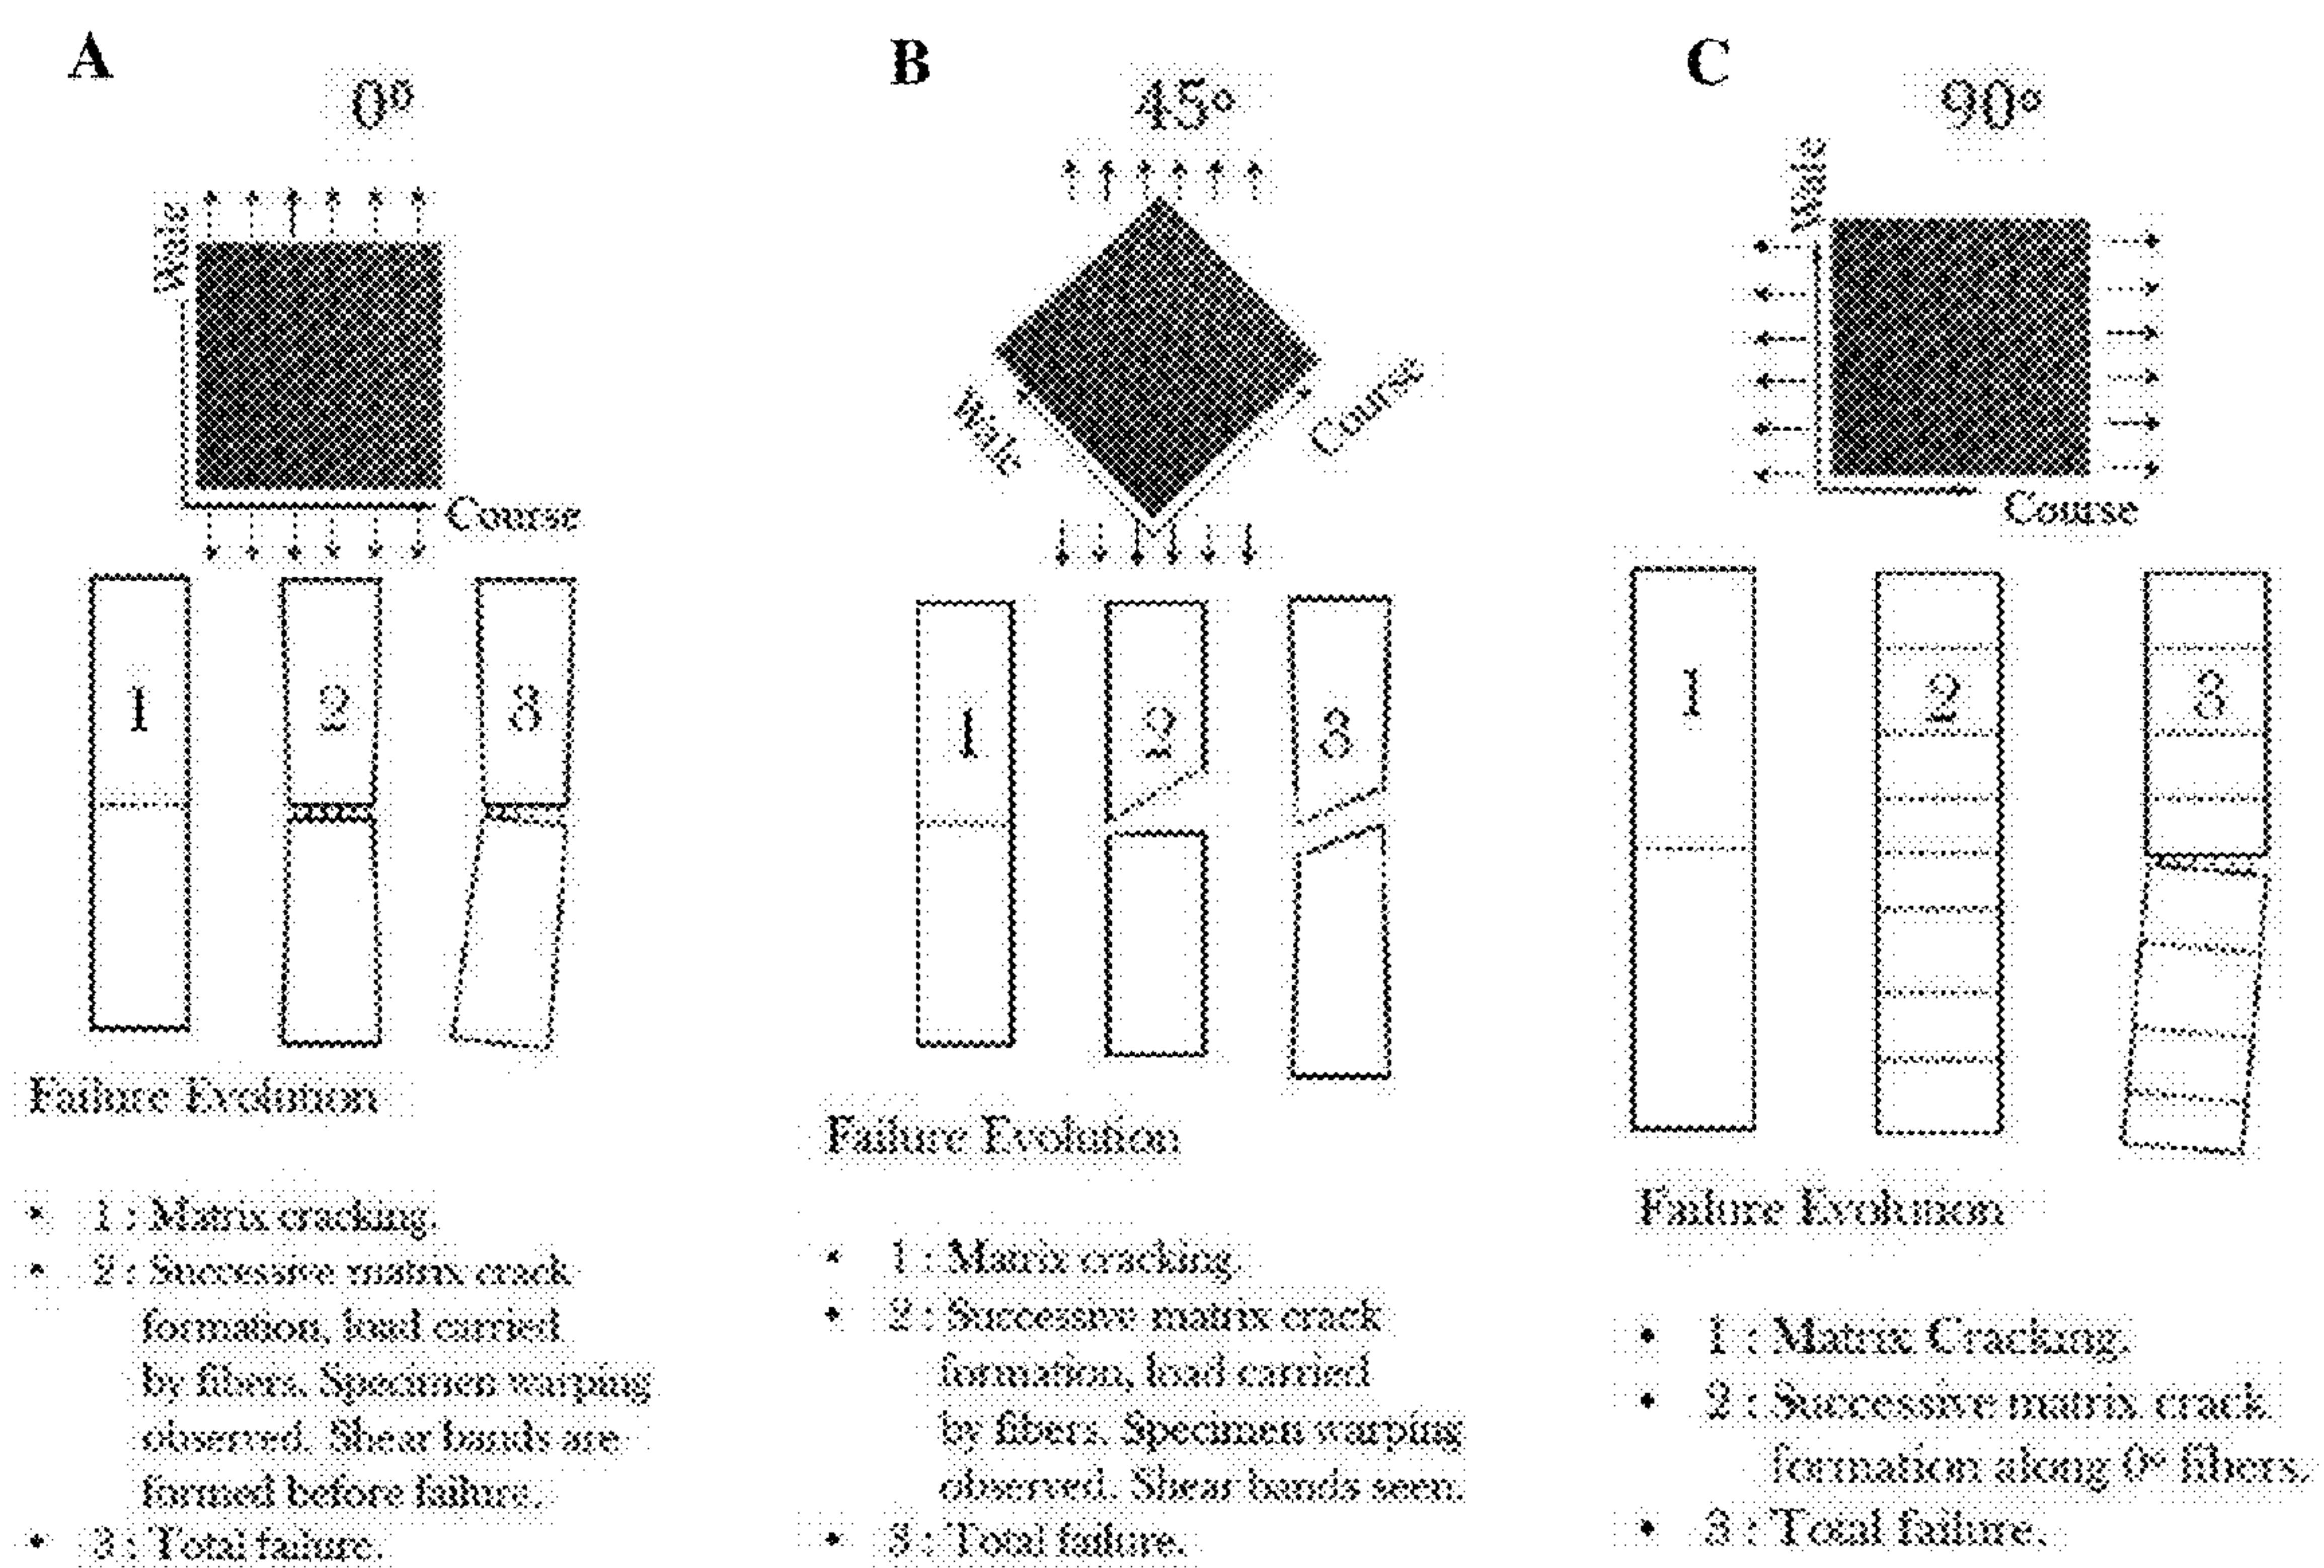 A
0º
Wale
Course
1
2
3
Failure Evolution
• 1 : Matrix cracking.
• 2 : Successive matrix crack
formation, load carried
by fibers. Specimen warping
observed. Shear bands are
formed before failure.
• 3 : Total failure.
B
45º
Wale
Course
1
2
3
Failure Evolution
• 1 : Matrix cracking.
• 2 : Successive matrix crack
formation, load carried
by fibers. Specimen warping
observed. Shear bands seen.
• 3 : Total failure.
C
90º
Wale
Course
1
2
3
Failure Evolution
• 1 : Matrix Cracking.
• 2 : Successive matrix crack
formation along 0º fibers.
• 3 : Total failure.